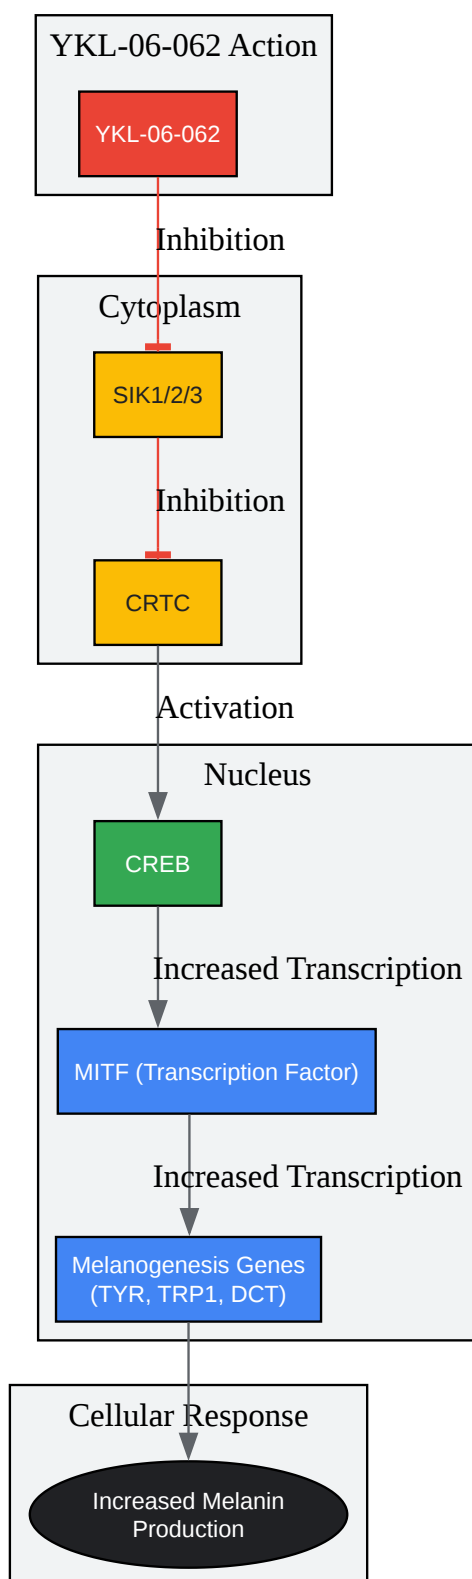 YKL-06-062 Action
YKL-06-062
Inhibition
Cytoplasm
SIK1/2/3
Inhibition
CRTC
Activation
Nucleus
CREB
Increased Transcription
MITF (Transcription Factor)
Increased Transcription
Melanogenesis Genes
(TYR, TRP1, DCT)
Cellular Response
Increased Melanin
Production